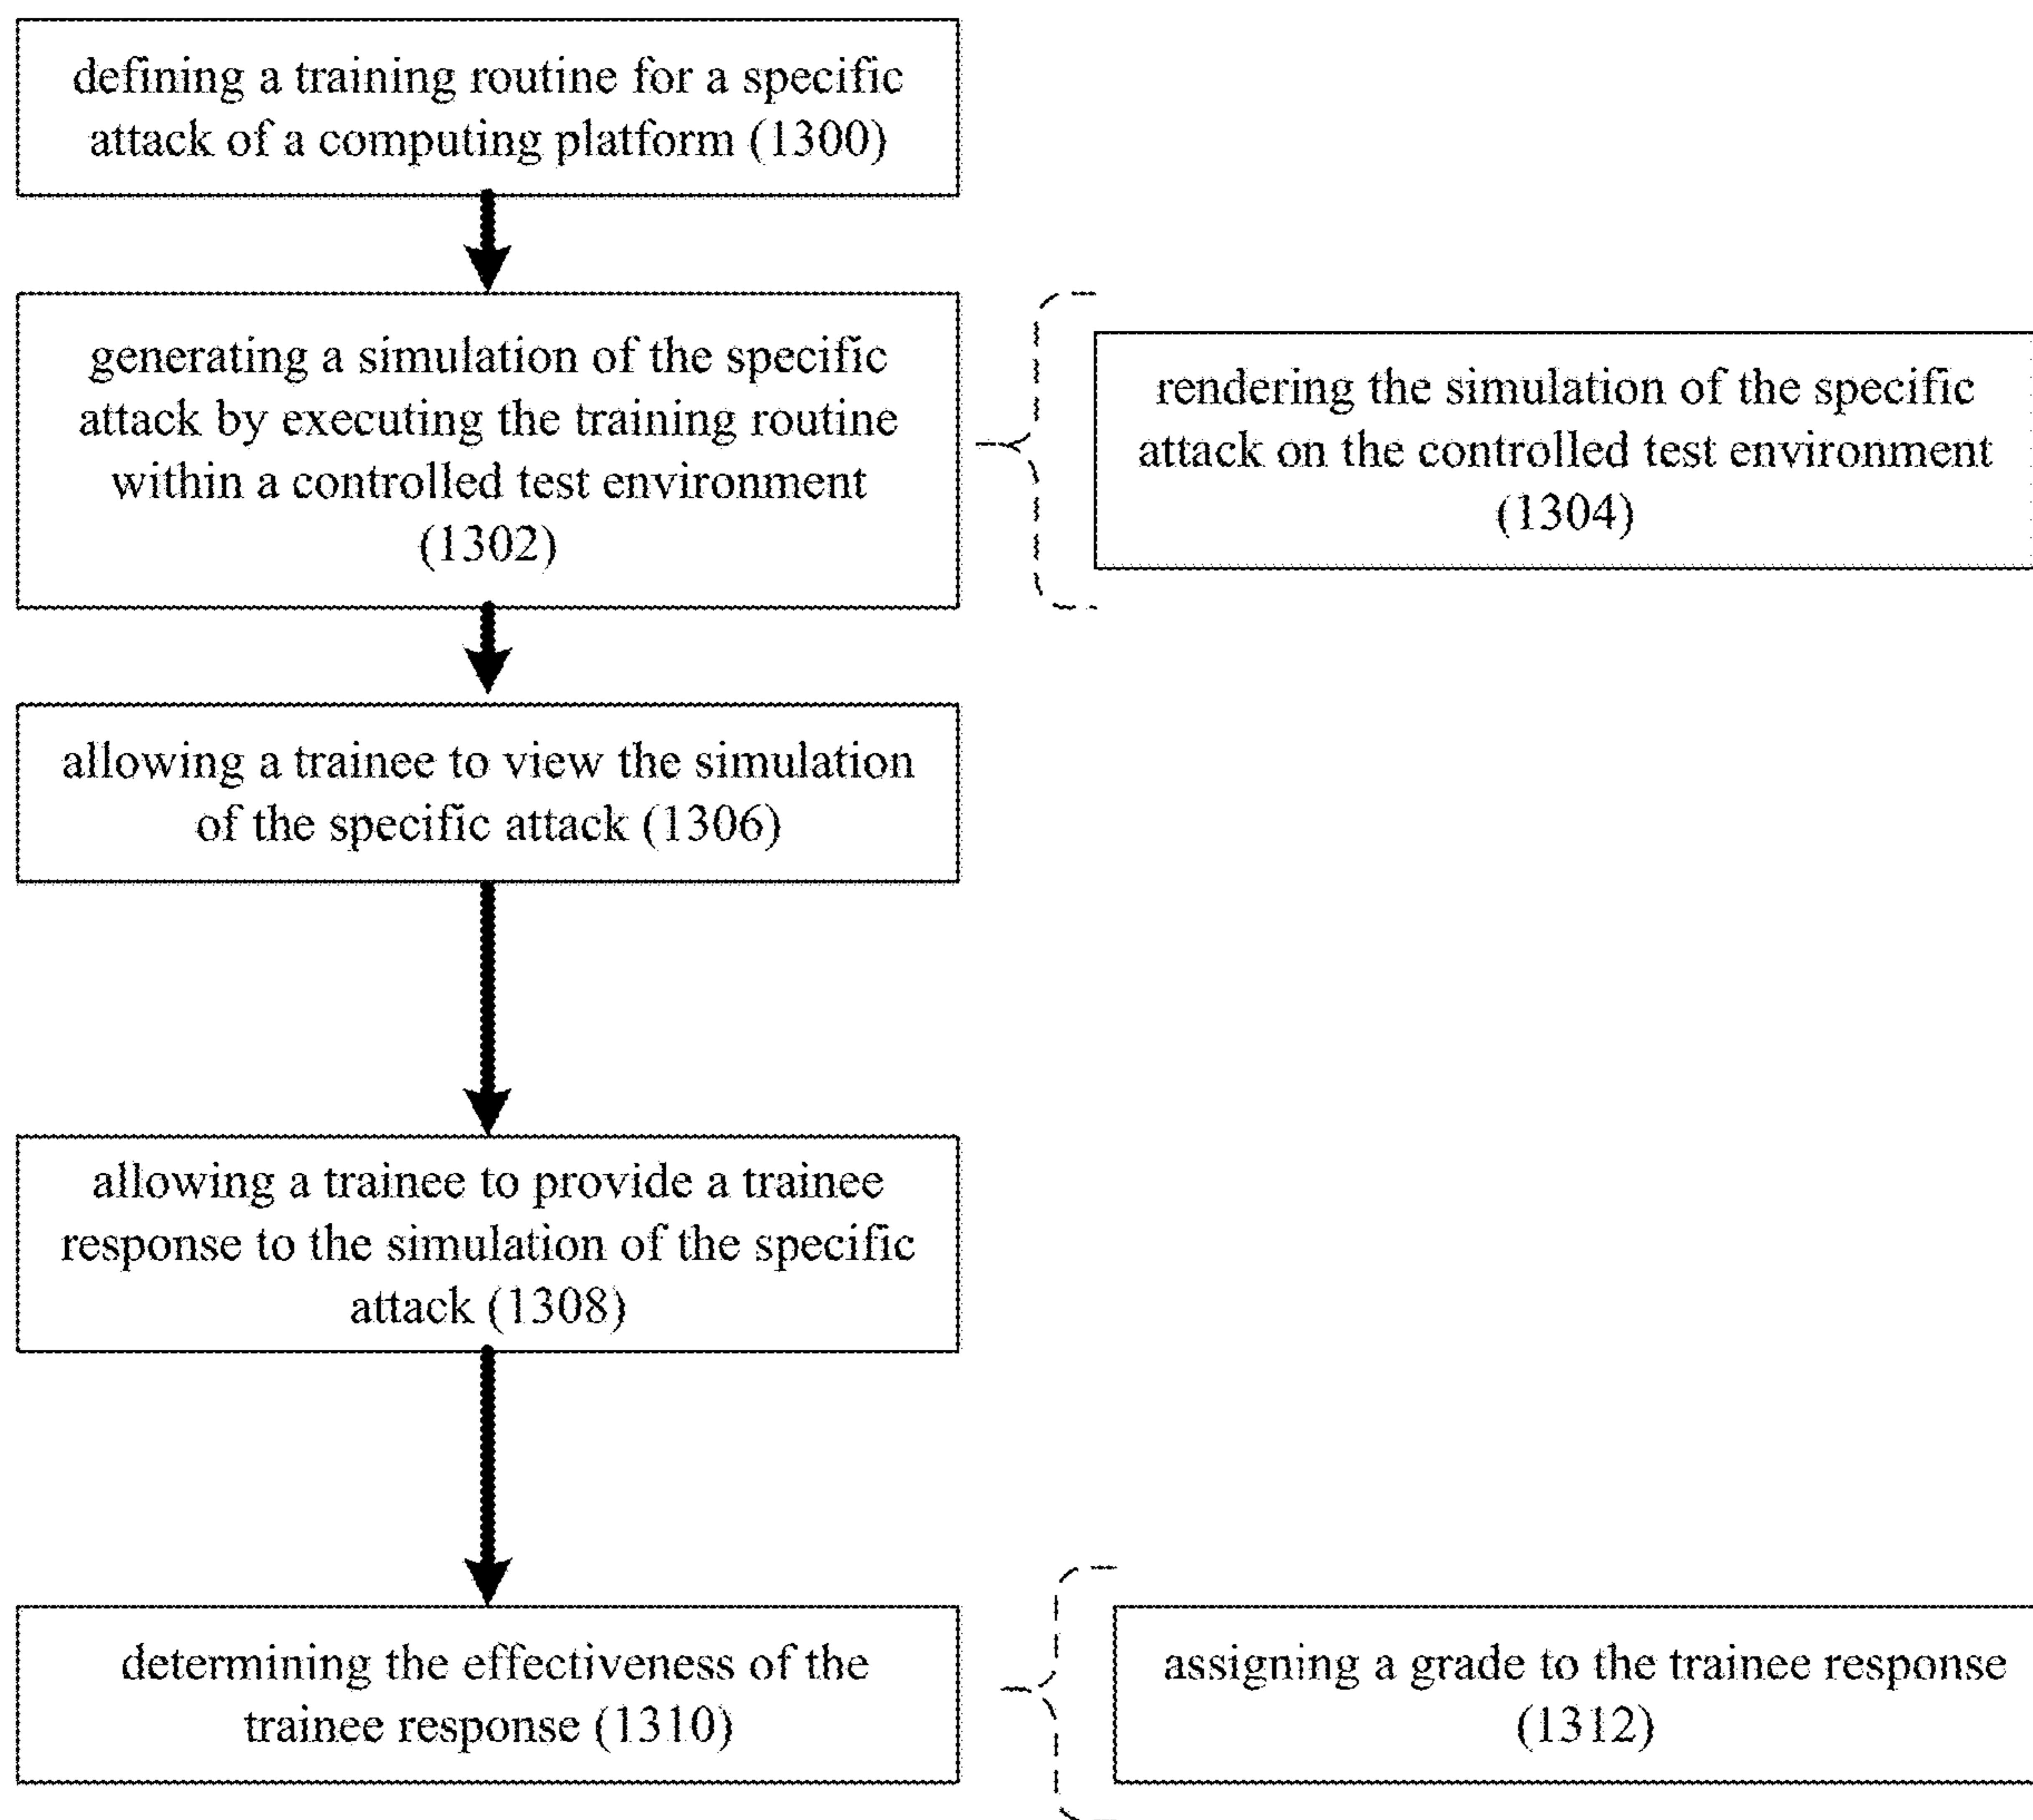 defining a training routine for a specific
attack of a computing platform (1300)
generating a simulation of the specific
attack by executing the training routine
within a controlled test environment
(1302)
rendering the simulation of the specific
attack on the controlled test environment
(1304)
allowing a trainee to view the simulation
of the specific attack (1306)
allowing a trainee to provide a trainee
response to the simulation of the specific
attack (1308)
determining the effectiveness of the
trainee response (1310)
assigning a grade to the trainee response
(1312)